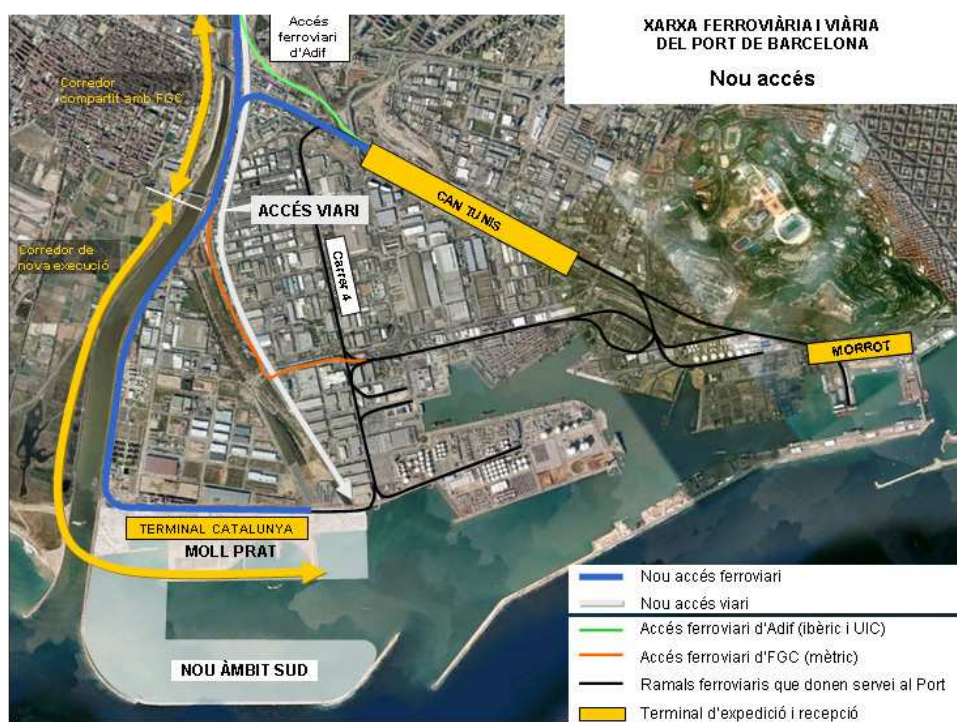 XARXA FERROVIÀRIA I VIÀRIA
DEL PORT DE BARCELONA
Nou accés
Accés
ferroviari
d'Adif
Corredor
compartit amb FGC
ACCÉS VIARI
CAN TUNIS
Corredor de
nova execució
Carrer 4
MORROT
TERMINAL CATALUNYA
MOLL PRAT
NOU ÀMBIT SUD
Nou accés ferroviari
Nou accés viari
Accés ferroviari d'Adif (ibèric i UIC)
Accés ferroviari d'FGC (mètric)
Ramals ferroviaris que donen servei al Port
Terminal d'expedició i recepció